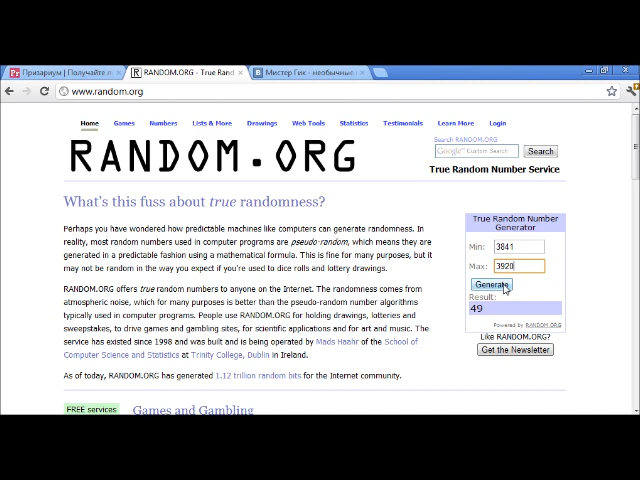 Призариум | Получайте п
RANDOM.ORG - True Rand
Мистер Гик - необычные
www.random.org
Home Games Numbers Lists & More Drawings Web Tools Statistics Testimonials Learn More Login
RANDOM.ORG
Search RANDOM.ORG
Google™ Custom Search Search
True Random Number Service
What's this fuss about true randomness?
Perhaps you have wondered how predictable machines like computers can generate randomness. In
reality, most random numbers used in computer programs are pseudo-random, which means they are
generated in a predictable fashion using a mathematical formula. This is fine for many purposes, but it
may not be random in the way you expect if you're used to dice rolls and lottery drawings.
RANDOM.ORG offers true random numbers to anyone on the Internet. The randomness comes from
atmospheric noise, which for many purposes is better than the pseudo-random number algorithms
typically used in computer programs. People use RANDOM.ORG for holding drawings, lotteries and
sweepstakes, to drive games and gambling sites, for scientific applications and for art and music. The
service has existed since 1998 and was built and is being operated by Mads Haahr of the School of
Computer Science and Statistics at Trinity College, Dublin in Ireland.
As of today, RANDOM.ORG has generated 1.12 trillion random bits for the Internet community.
FREE services
Games and Gambling
True Random Number
Generator
Min: 3841
Max: 3920
Generate
Result:
49
Powered by RANDOM.ORG
Like RANDOM.ORG?
Get the Newsletter